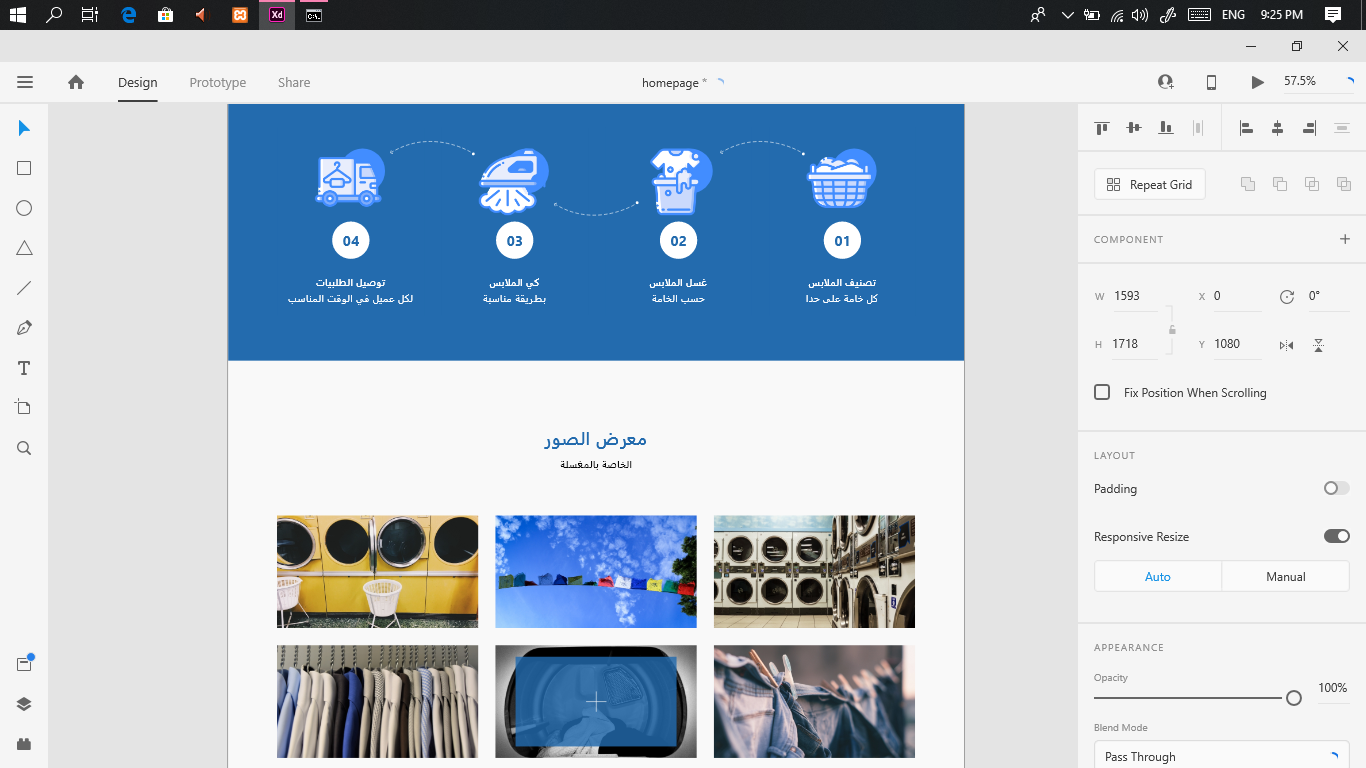 ENG
9:25 PM
Xd
C:\.
Design
Prototype
Share
homepage *
57.5%
04
03
02
01
توصيل الطلبيات
لكل عميل في الوقت المناسب
كي الملابس
بطريقة مناسبة
غسل الملابس
حسب الخامة
تصنيف الملابس
كل خامة على حدا
معرض الصور
الخاصة بالمغسلة
Repeat Grid
COMPONENT
W 1593
X 0
0°
H 1718
Y 1080
Fix Position When Scrolling
LAYOUT
Padding
Responsive Resize
Auto
Manual
APPEARANCE
Opacity
100%
Blend Mode
Pass Through